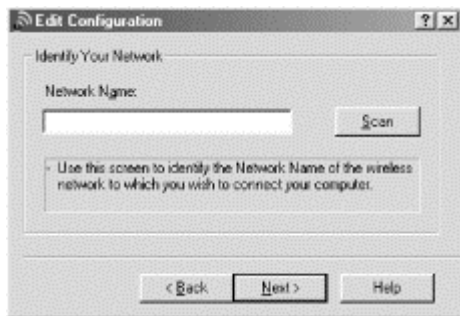 Edit Configuration
? X
Identify Your Network
Network Name:
Scan
- Use this screen to identify the Network Name of the wireless
network to which you wish to connect your computer.
< Back Next > Help